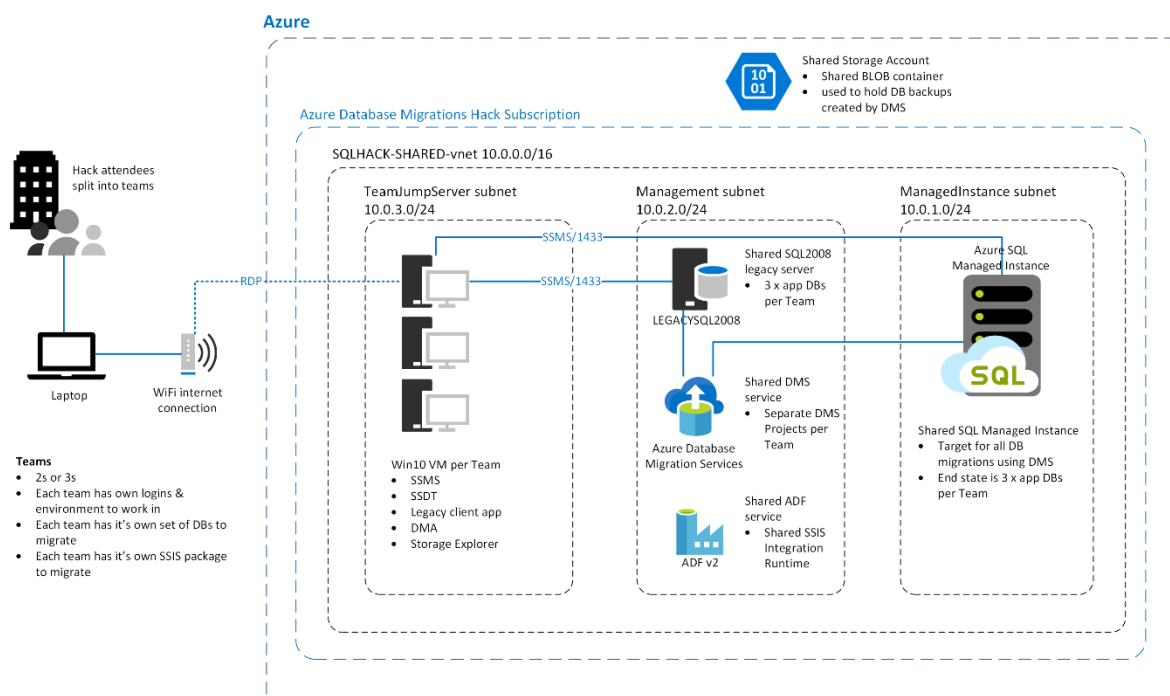 Azure
10
01
Shared Storage Account
• Shared BLOB container
• used to hold DB backups
created by DMS
Azure Database Migrations Hack Subscription
SQLHACK-SHARED-vnet 10.0.0.0/16
Hack attendees
split into teams
Laptop
WiFi internet
connection
RDP
Teams
• 2s or 3s
• Each team has own logins &
environment to work in
• Each team has it's own set of DBs to
migrate
• Each team has it's own SSIS package
to migrate
TeamJumpServer subnet
10.0.3.0/24
SSMS/1433
SSMS/1433
Win10 VM per Team
• SSMS
• SSDT
• Legacy client app
• DMA
• Storage Explorer
Management subnet
10.0.2.0/24
Shared SQL2008
legacy server
• 3 x app DBs
per Team
LEGACYSQL2008
Shared DMS
service
• Separate DMS
Projects per
Team
Azure Database
Migration Services
Shared ADF
service
• Shared SSIS
Integration
Runtime
ADF v2
ManagedInstance subnet
10.0.1.0/24
Azure SQL
Managed Instance
SQL
Shared SQL Managed Instance
• Target for all DB
migrations using DMS
• End state is 3 x app DBs
per Team